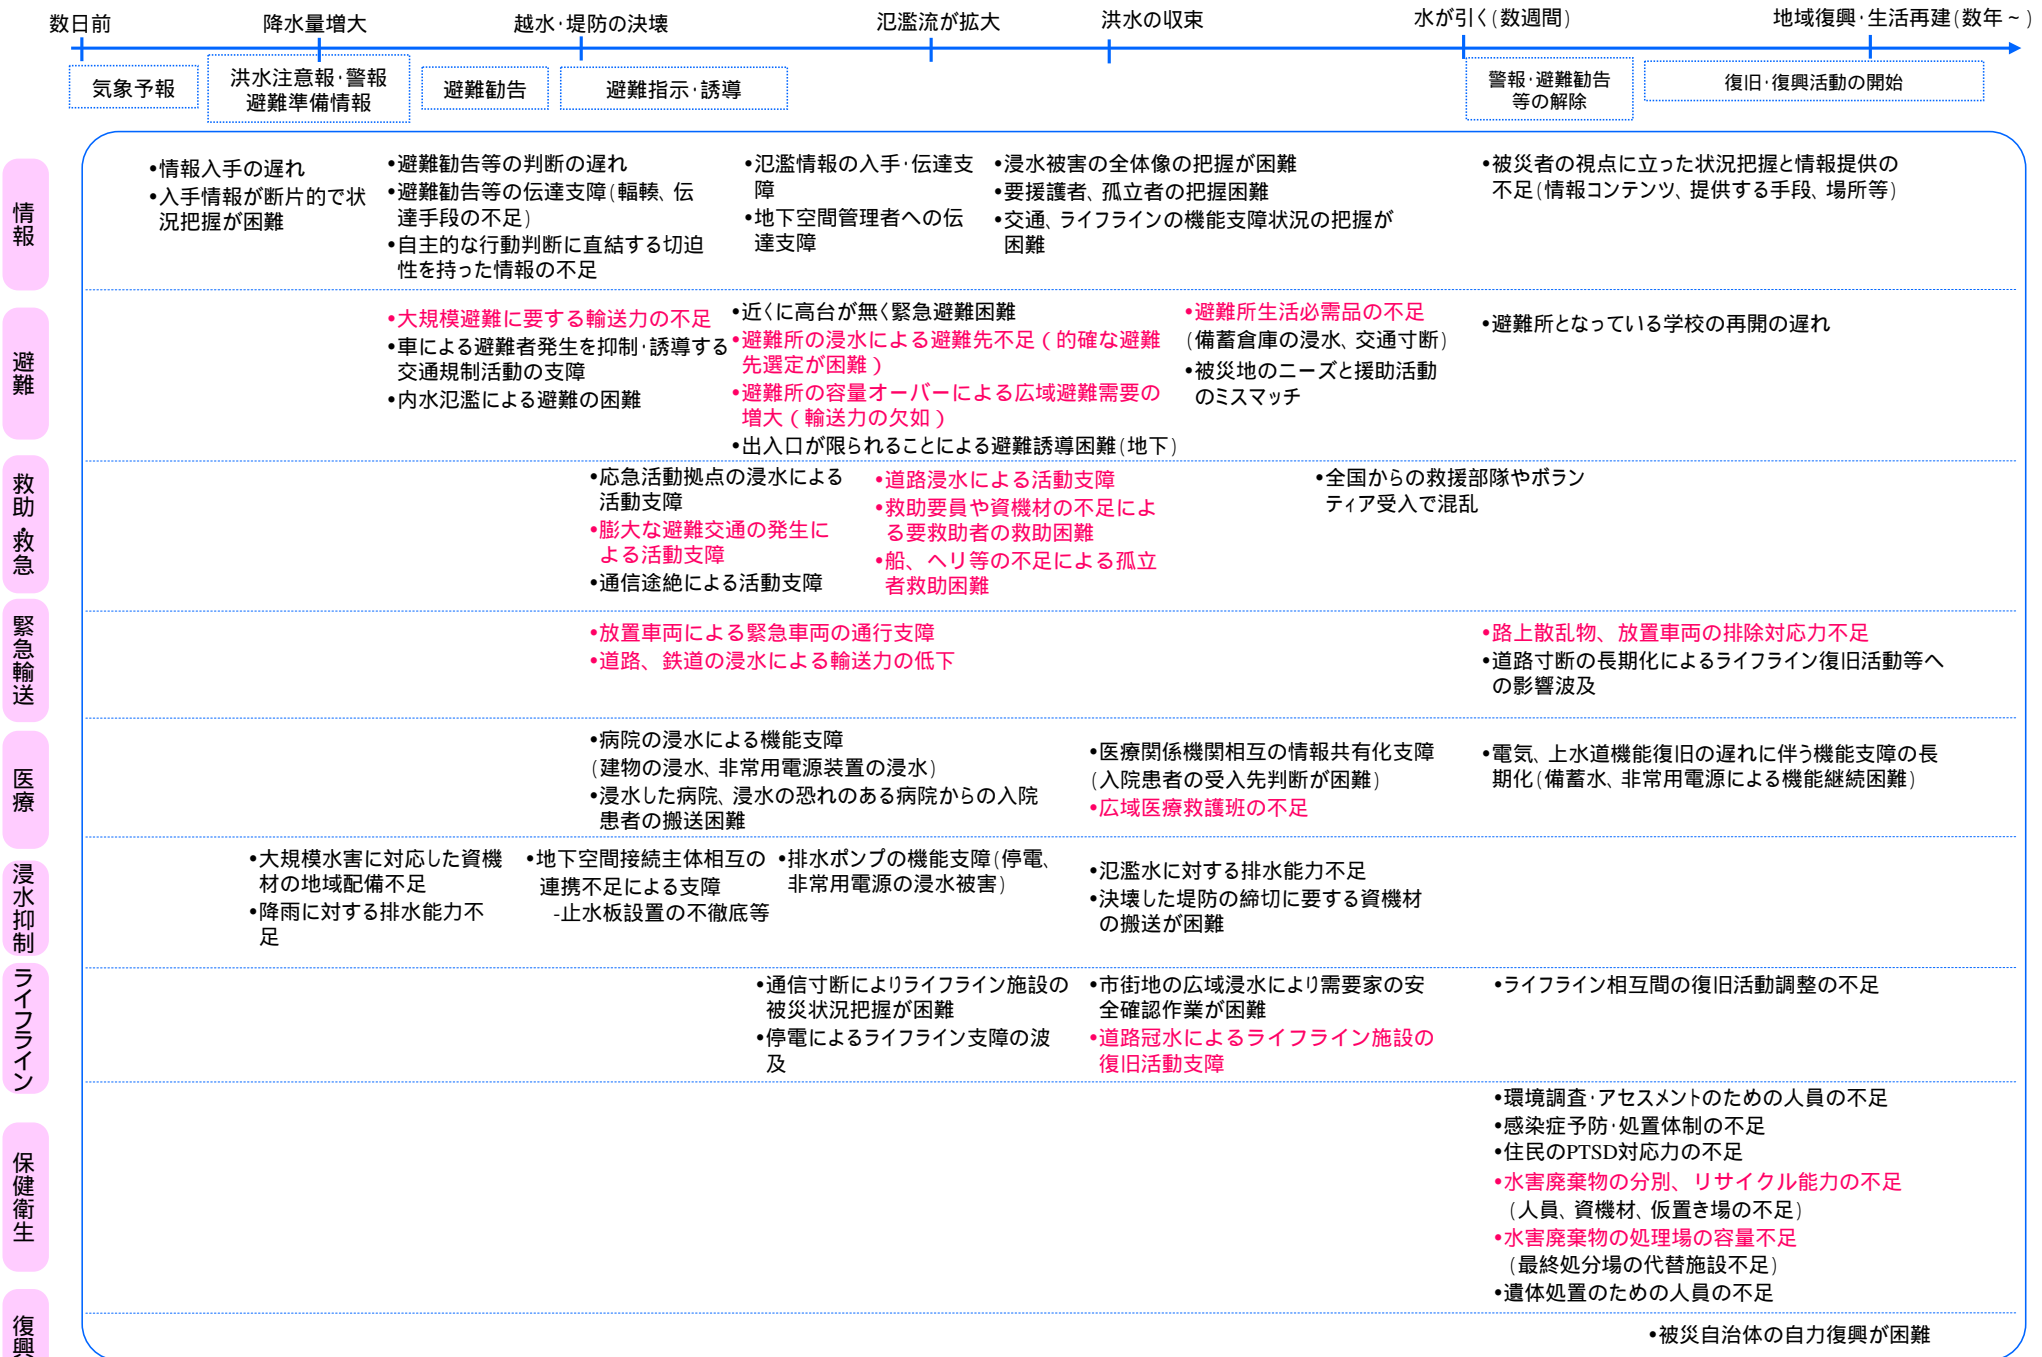 数日前
降水量増大
越水･堤防の決壊
氾濫流が拡大
洪水の収束
水が引く(数週間)
地域復興･生活再建(数年～)
気象予報
洪水注意報･警報
避難準備情報
避難勧告
避難指示･誘導
警報･避難勧告
等の解除
復旧･復興活動の開始
情報
•情報入手の遅れ
•入手情報が断片的で状
況把握が困難
•避難勧告等の判断の遅れ
•避難勧告等の伝達支障(輻輳、伝
達手段の不足)
•自主的な行動判断に直結する切迫
性を持った情報の不足
•氾濫情報の入手･伝達支
障
•地下空間管理者への伝
達支障
•浸水被害の全体像の把握が困難
•要援護者、孤立者の把握困難
•交通、ライフラインの機能支障状況の把握が
困難
•被災者の視点に立った状況把握と情報提供の
不足(情報コンテンツ、提供する手段、場所等)
避難
•大規模避難に要する輸送力の不足
•車による避難者発生を抑制･誘導する
交通規制活動の支障
•内水氾濫による避難の困難
•近くに高台が無く緊急避難困難
•避難所の浸水による避難先不足（的確な避難
先選定が困難）
•避難所の容量オーバーによる広域避難需要の
増大（輸送力の欠如）
•出入口が限られることによる避難誘導困難(地下)
•避難所生活必需品の不足
(備蓄倉庫の浸水、交通寸断)
•被災地のニーズと援助活動
のミスマッチ
•避難所となっている学校の再開の遅れ
救助・救急
•応急活動拠点の浸水による
活動支障
•膨大な避難交通の発生に
よる活動支障
•通信途絶による活動支障
•道路浸水による活動支障
•救助要員や資機材の不足によ
る要救助者の救助困難
•船、ヘリ等の不足による孤立
者救助困難
•全国からの救援部隊やボラン
ティア受入で混乱
緊急輸送
•放置車両による緊急車両の通行支障
•道路、鉄道の浸水による輸送力の低下
•路上散乱物、放置車両の排除対応力不足
•道路寸断の長期化によるライフライン復旧活動等へ
の影響波及
医療
•病院の浸水による機能支障
(建物の浸水、非常用電源装置の浸水)
•浸水した病院、浸水の恐れのある病院からの入院
患者の搬送困難
•医療関係機関相互の情報共有化支障
(入院患者の受入先判断が困難)
•広域医療救護班の不足
•電気、上水道機能復旧の遅れに伴う機能支障の長
期化(備蓄水、非常用電源による機能継続困難)
浸水抑制
•大規模水害に対応した資機
材の地域配備不足
•降雨に対する排水能力不
足
•地下空間接続主体相互の
連携不足による支障
-止水板設置の不徹底等
•排水ポンプの機能支障(停電、
非常用電源の浸水被害)
•氾濫水に対する排水能力不足
•決壊した堤防の締切に要する資機材
の搬送が困難
ライフライン
•通信寸断によりライフライン施設の
被災状況把握が困難
•停電によるライフライン支障の波
及
•市街地の広域浸水により需要家の安
全確認作業が困難
•道路冠水によるライフライン施設の
復旧活動支障
•ライフライン相互間の復旧活動調整の不足
保健衛生
•環境調査･アセスメントのための人員の不足
•感染症予防･処置体制の不足
•住民のPTSD対応力の不足
•水害廃棄物の分別、リサイクル能力の不足
(人員、資機材、仮置き場の不足)
•水害廃棄物の処理場の容量不足
(最終処分場の代替施設不足)
•遺体処置のための人員の不足
復興
•被災自治体の自力復興が困難